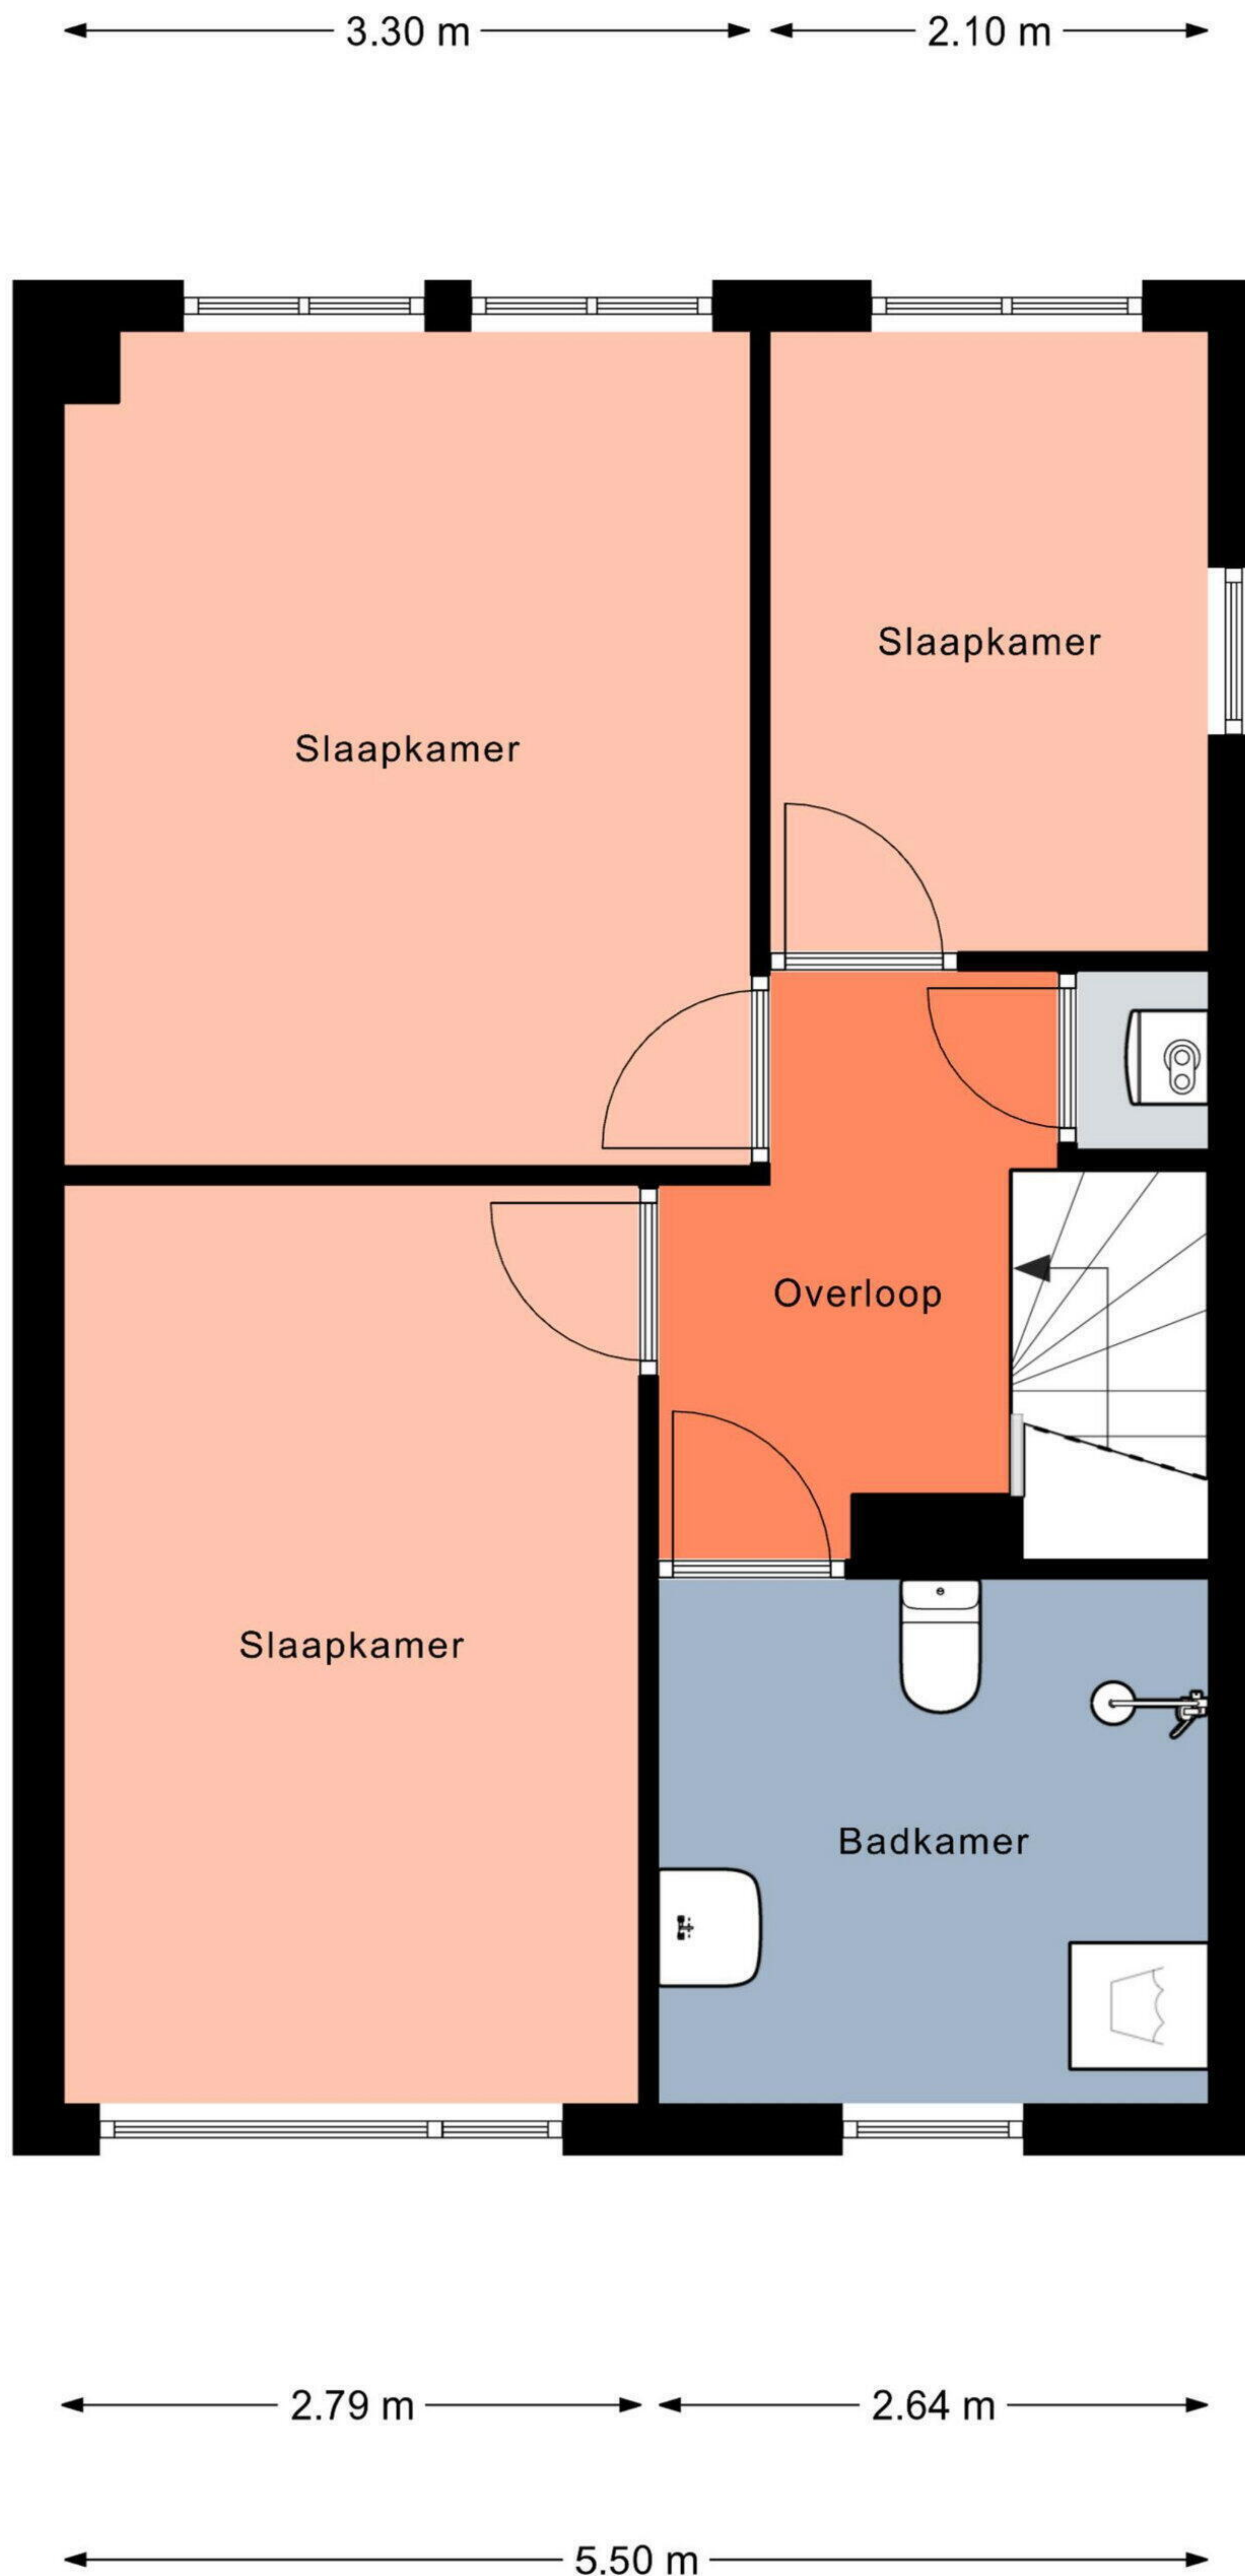 3.30 m
2.10 m
Slaapkamer
Slaapkamer
Overloop
Slaapkamer
Badkamer
2.79 m
2.64 m
5.50 m